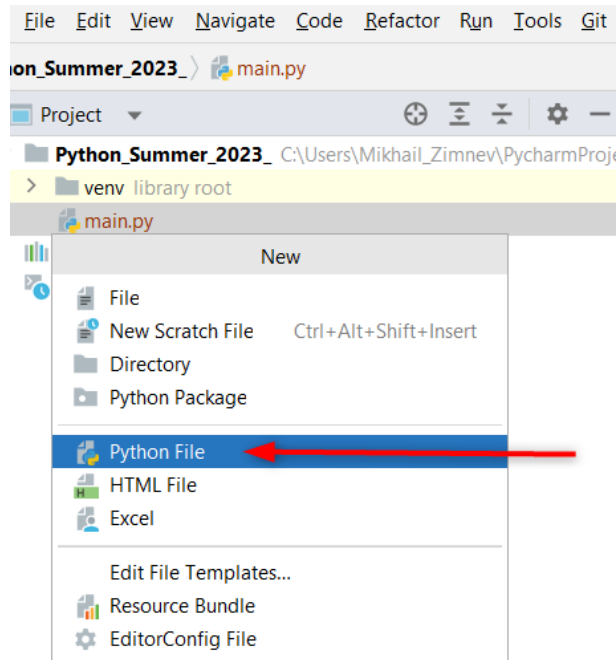 File Edit View Navigate Code Refactor Run Tools Git
on_Summer_2023_ main.py
Project
Python_Summer_2023_ C:\Users\Mikhail_Zimnev\PycharmProje
venv library root
main.py
New
File
New Scratch File Ctrl+Alt+Shift+Insert
Directory
Python Package
Python File
H HTML File
Excel
Edit File Templates...
Resource Bundle
EditorConfig File